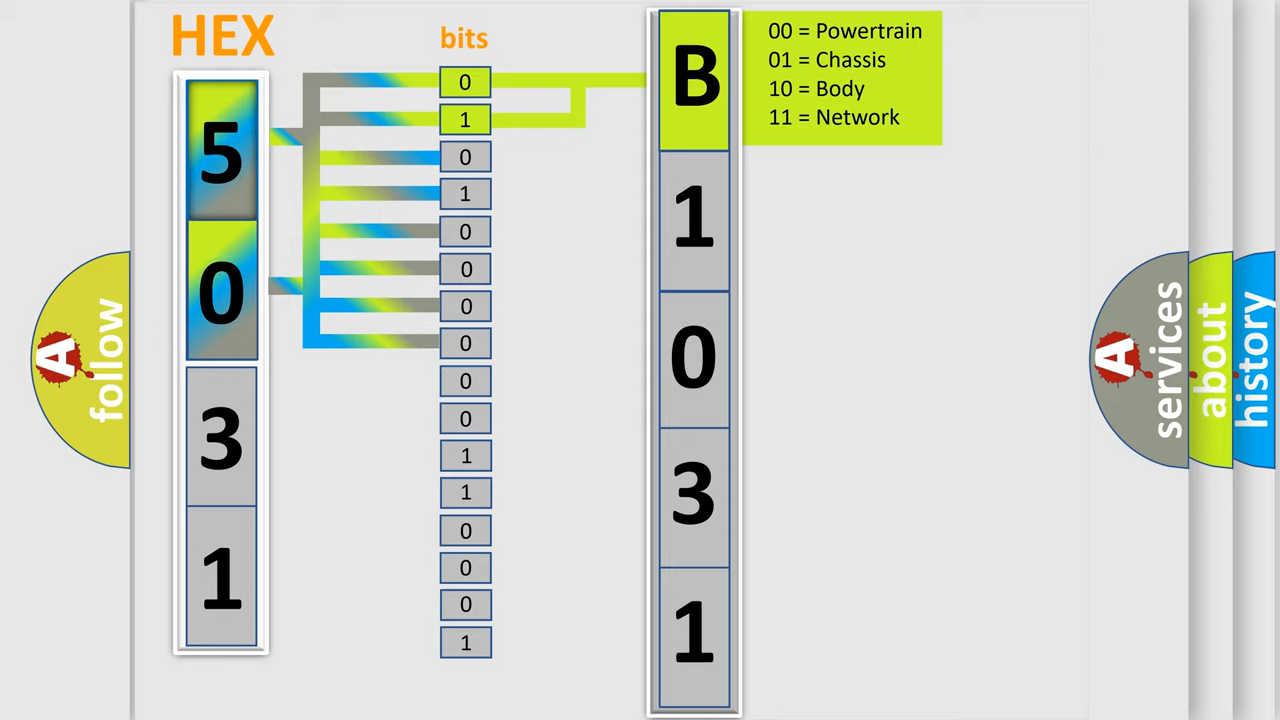 HEX
5
0
3
1
bits
0
1
0
1
0
0
0
0
0
0
1
1
0
0
0
1
B
1
0
3
1
00 = Powertrain
01 = Chassis
10 = Body
11 = Network
A
follow
A
services
about
history